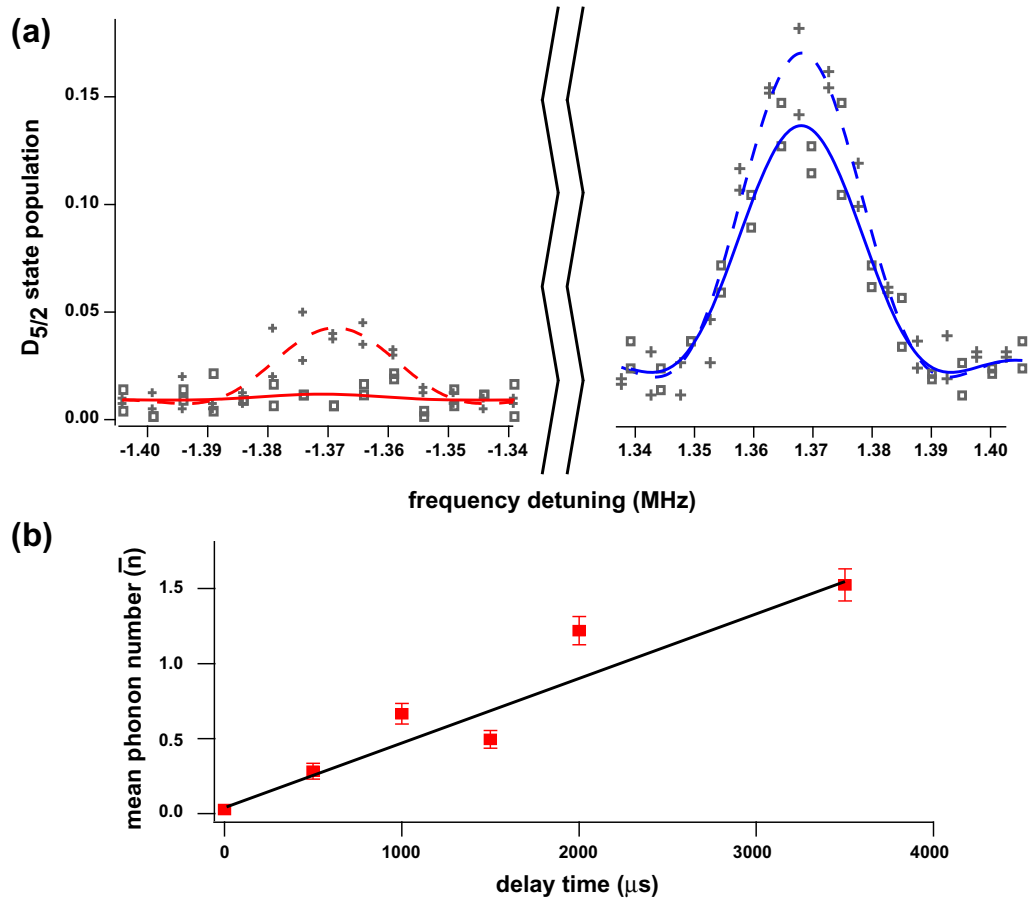 (a)
D5/2 state population
0.15
0.10
0.05
0.00
-1.40 -1.39 -1.38 -1.37 -1.36 -1.35 -1.34
1.34 1.35 1.36 1.37 1.38 1.39 1.40
frequency detuning (MHz)
(b)
mean phonon number (n̅)
1.5
1.0
0.5
0.0
0 1000 2000 3000 4000
delay time (μs)